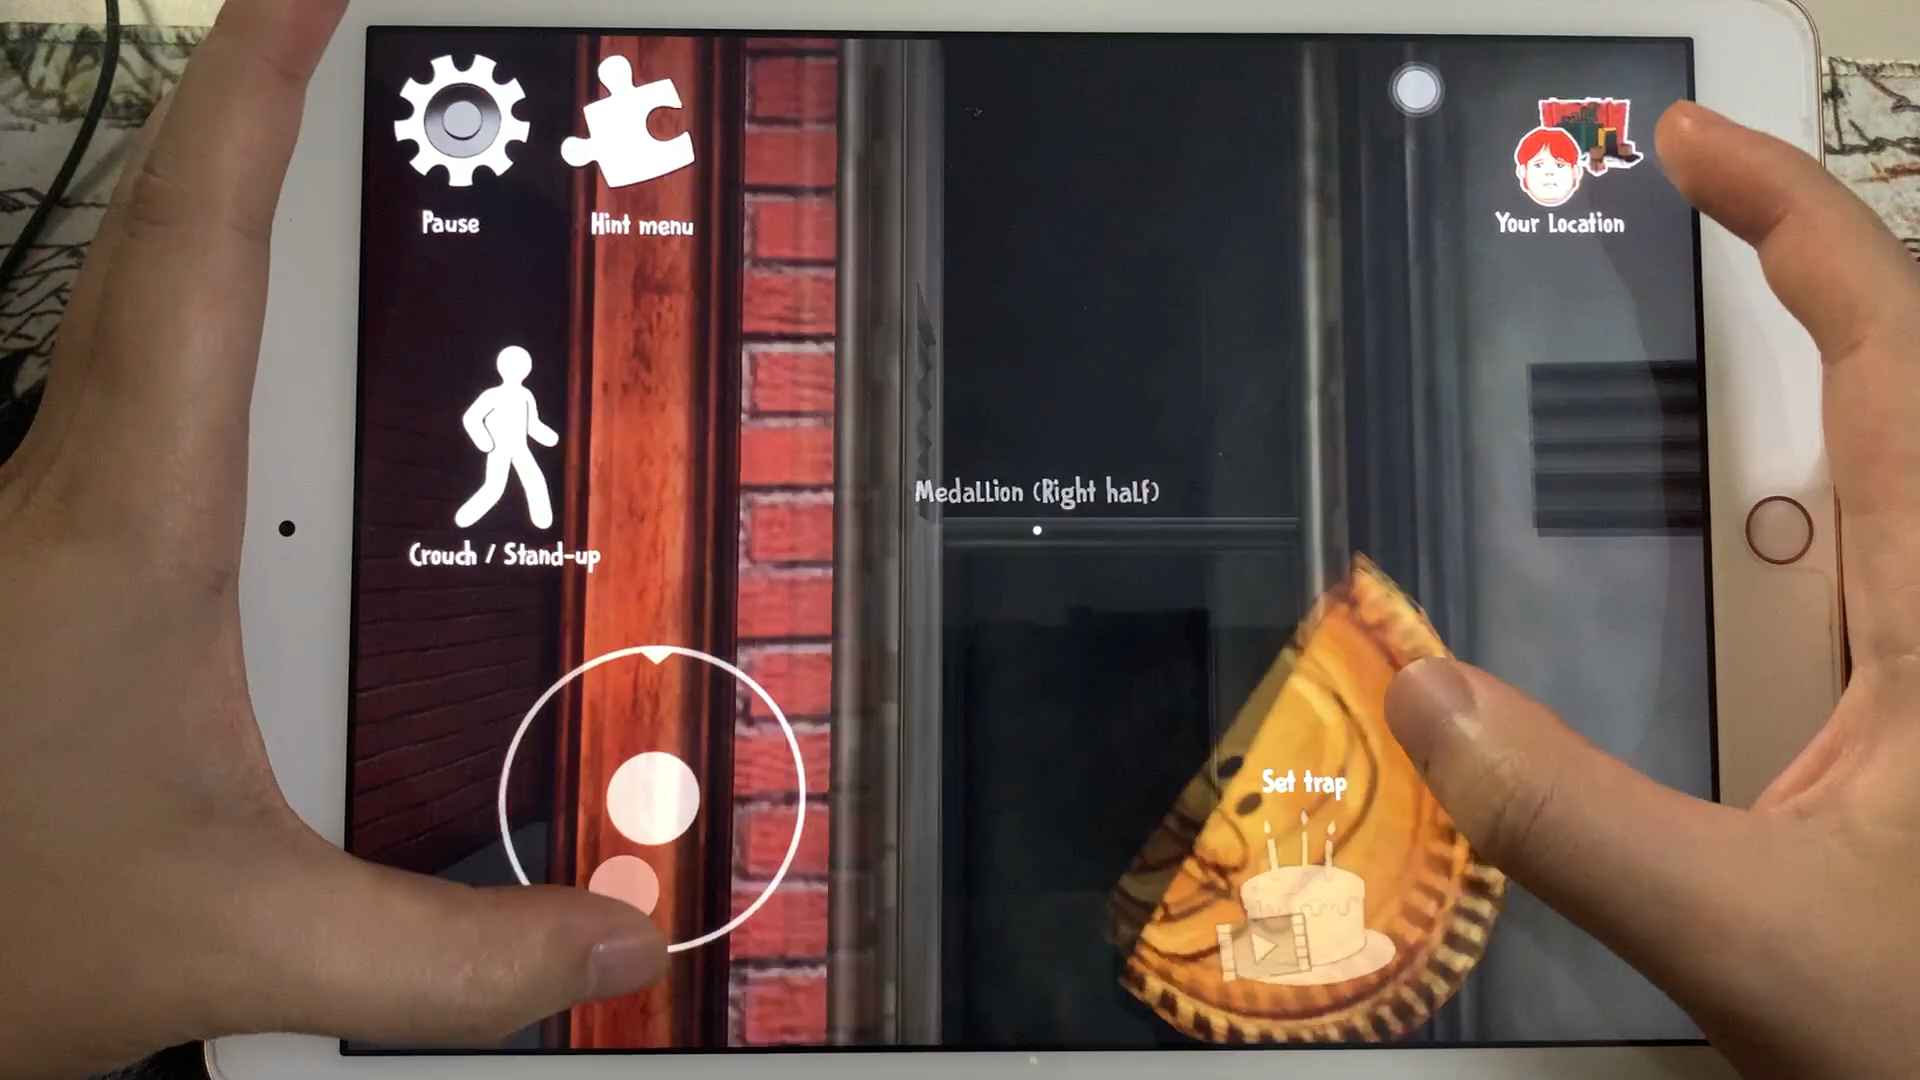 Pause
Hint menu
Your Location
Medallion (Right half)
Crouch / Stand-up
Set trap